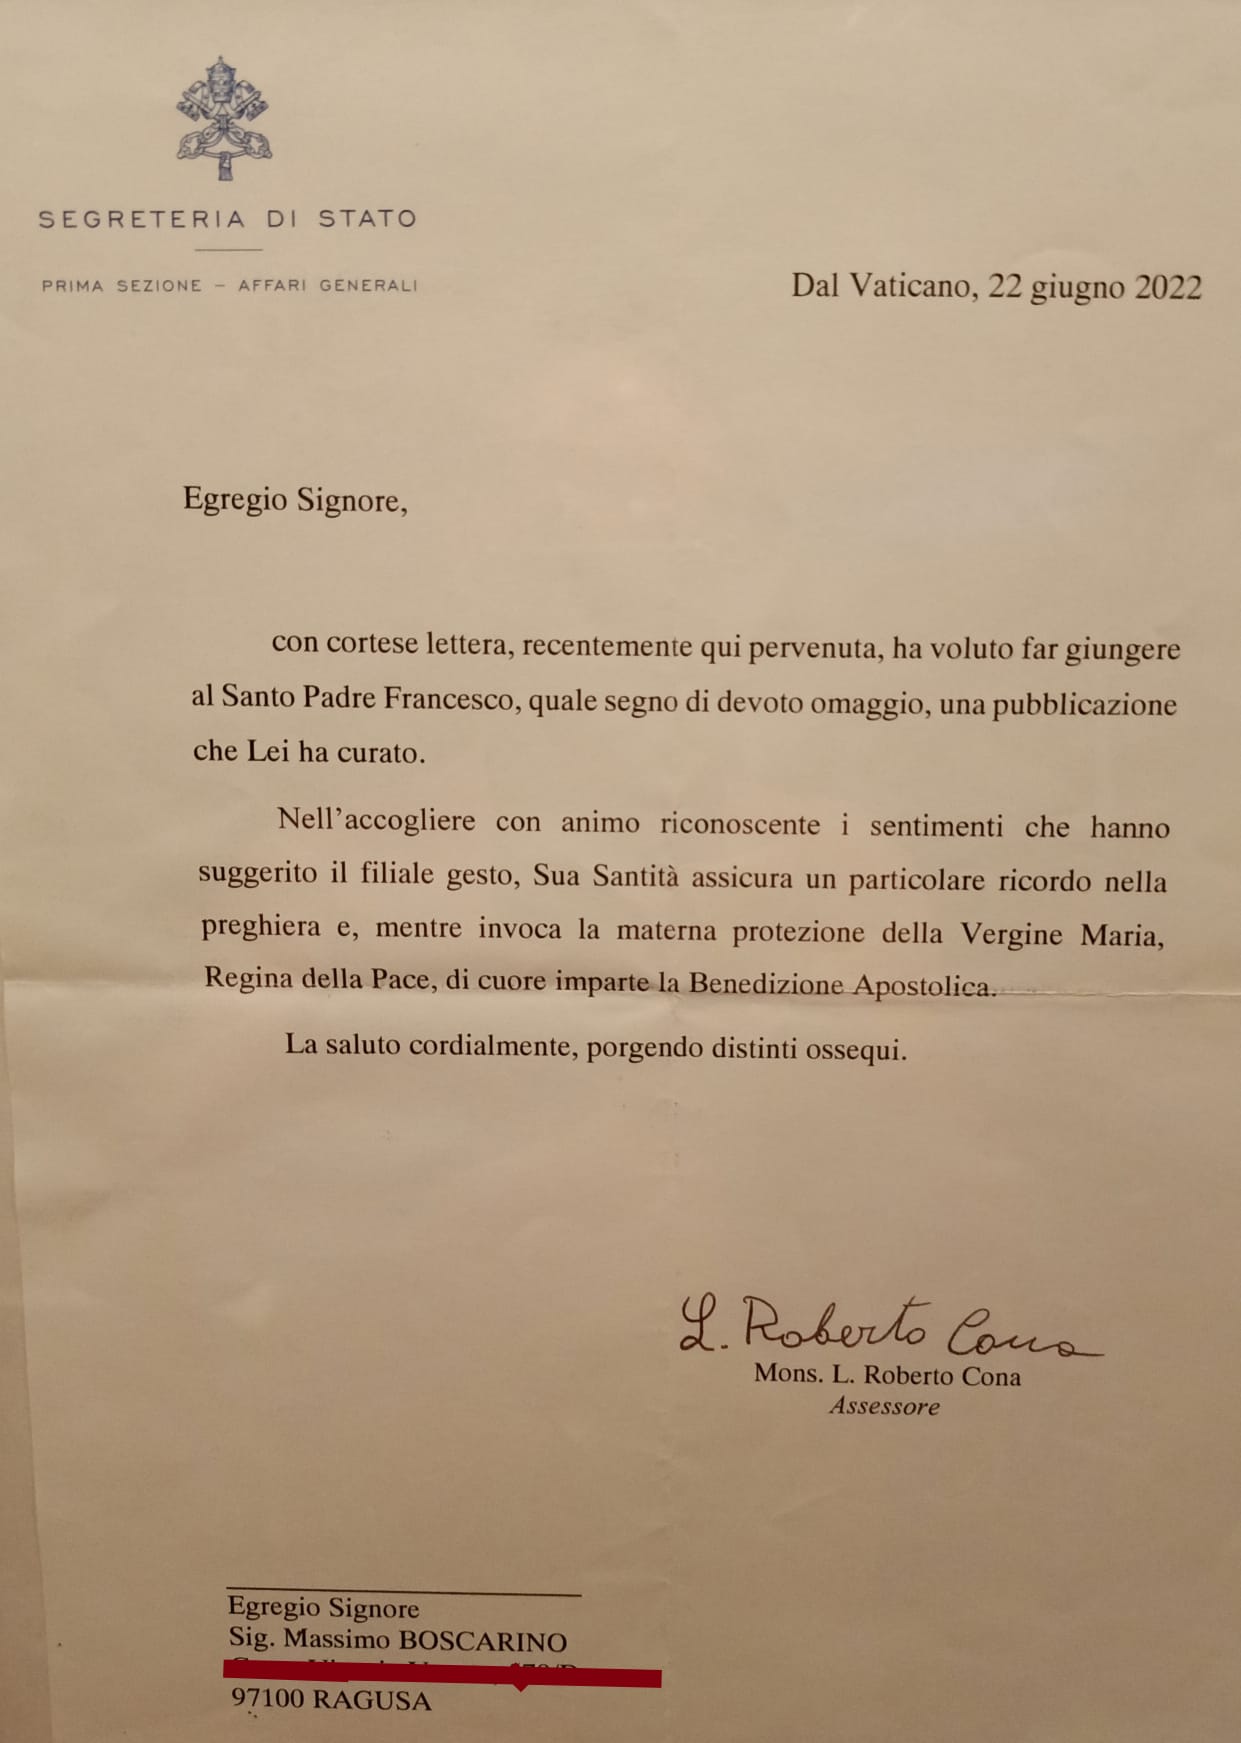 SEGRETERIA DI STATO
PRIMA SEZIONE – AFFARI GENERALI
Dal Vaticano, 22 giugno 2022
Egregio Signore,
con cortese lettera, recentemente qui pervenuta, ha voluto far giungere
al Santo Padre Francesco, quale segno di devoto omaggio, una pubblicazione
che Lei ha curato.
Nell’accogliere con animo riconoscente i sentimenti che hanno
suggerito il filiale gesto, Sua Santità assicura un particolare ricordo nella
preghiera e, mentre invoca la materna protezione della Vergine Maria,
Regina della Pace, di cuore imparte la Benedizione Apostolica.
La saluto cordialmente, porgendo distinti ossequi.
L. Roberto Cona
Mons. L. Roberto Cona
Assessore
Egregio Signore
Sig. Massimo BOSCARINO
97100 RAGUSA